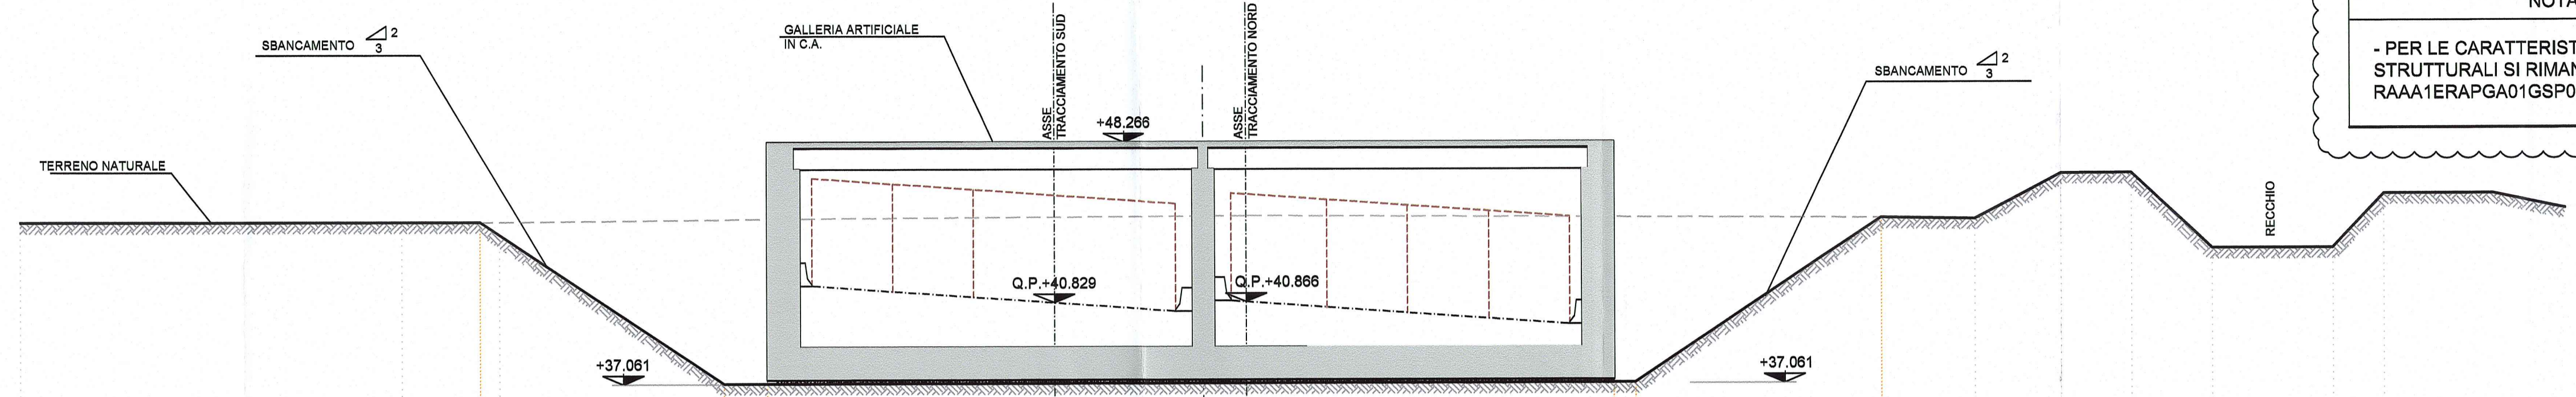 SBANCAMENTO 2
3
GALLERIA ARTIFICIALE
IN C.A.
ASSE
TRACCIAMENTO SUD
ASSE
TRACCIAMENTO NORD
SBANCAMENTO 2
3
- PER LE CARATTERIST
STRUTTURALI SI RIMAN
RAAA1ERAPGA01GSP0
+48.266
TERRENO NATURALE
RECCHIO
Q.P.+40.829
Q.P.+40.866
+37.061
+37.061